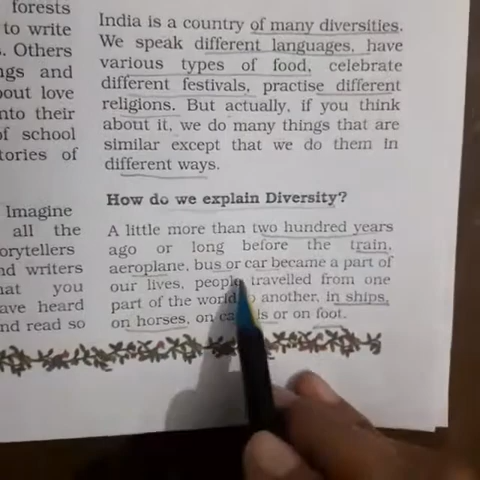 forests
to write
. Others
ngs and
out love
nto their
of school
tories of
Imagine
all the
orytellers
nd writers
at you
ave heard
nd read so
India is a country of many diversities.
We speak different languages, have
various types of food, celebrate
different festivals, practise different
religions. But actually, if you think
about it, we do many things that are
similar except that we do them in
different ways.
How do we explain Diversity?
A little more than two hundred years
ago or long before the train,
aeroplane, bus or car became a part of
our lives, people travelled from one
part of the world another, in ships,
on horses, on or on foot.